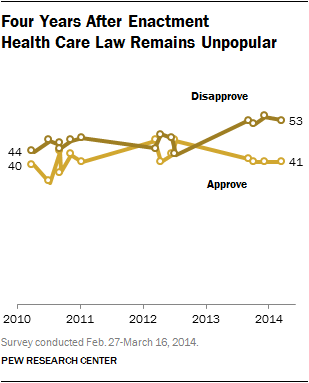 Four Years After Enactment
Health Care Law Remains Unpopular
Disapprove
53
44
40
41
Approve
2010 2011 2012 2013 2014
Survey conducted Feb. 27-March 16, 2014.
PEW RESEARCH CENTER